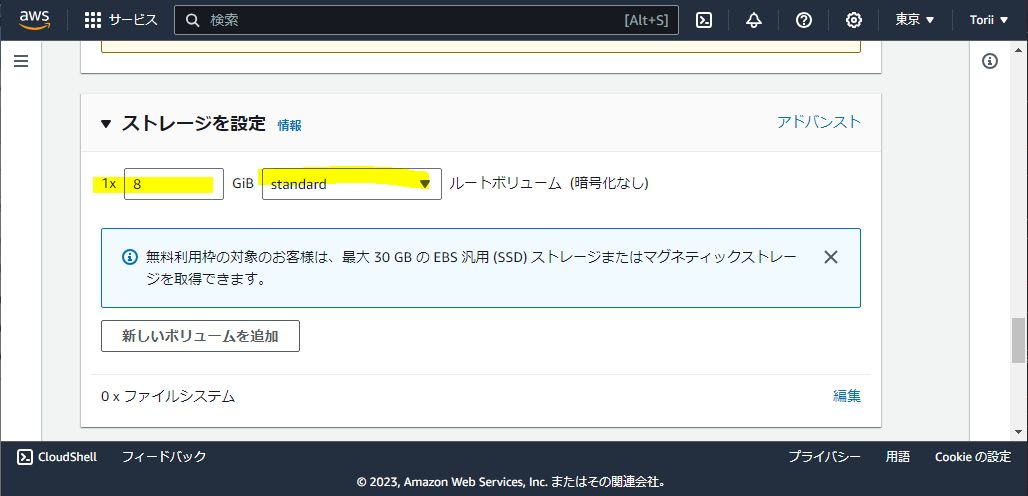 aws サービス 検索 [Alt+S] 東京 ▼ Torii ▼
▼ ストレージを設定 情報 アドバンスト
1x 8 GiB standard ▼ ルートボリューム (暗号化なし)
無料利用枠の対象のお客様は、最大 30 GB の EBS 汎用 (SSD) ストレージまたはマグネティックストレー
ジを取得できます。
新しいボリュームを追加
0 x ファイルシステム 編集
CloudShell フィードバック プライバシー 用語 Cookie の設定
© 2023, Amazon Web Services, Inc. またはその関連会社。